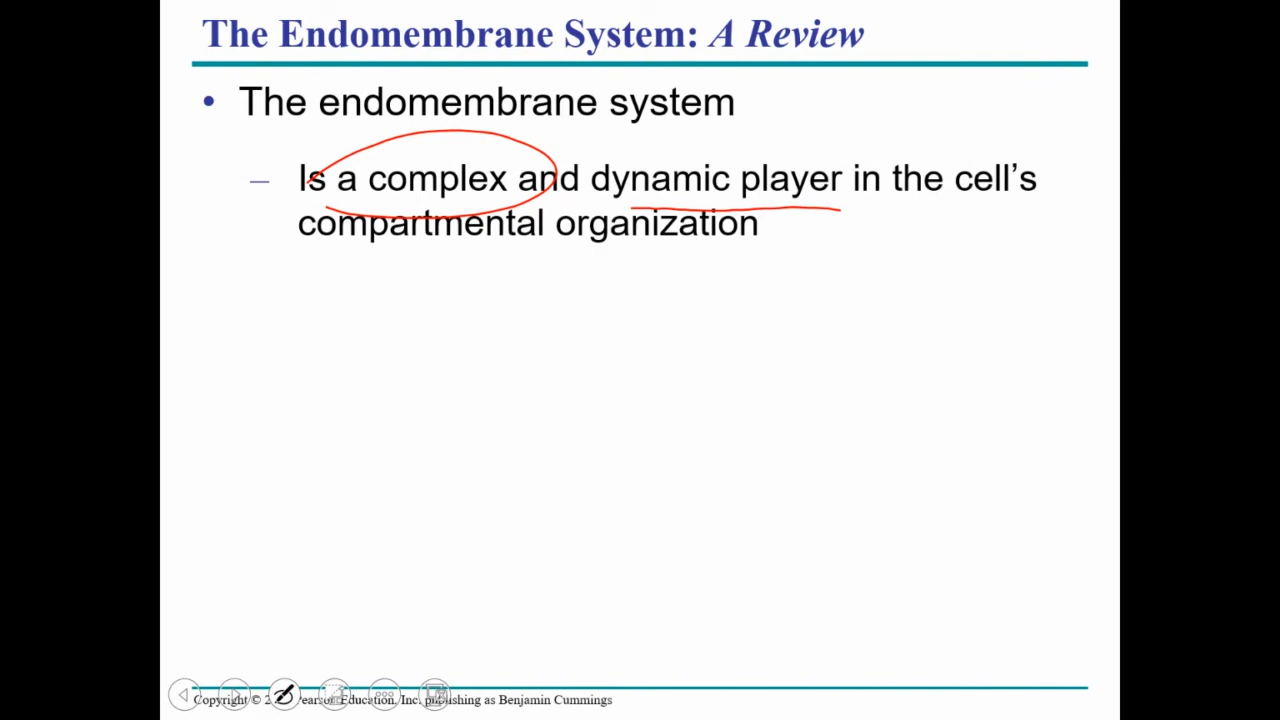 The Endomembrane System: A Review
• The endomembrane system
– Is a complex and dynamic player in the cell’s
compartmental organization
Copyright © Pearson Education, Inc. publishing as Benjamin Cummings